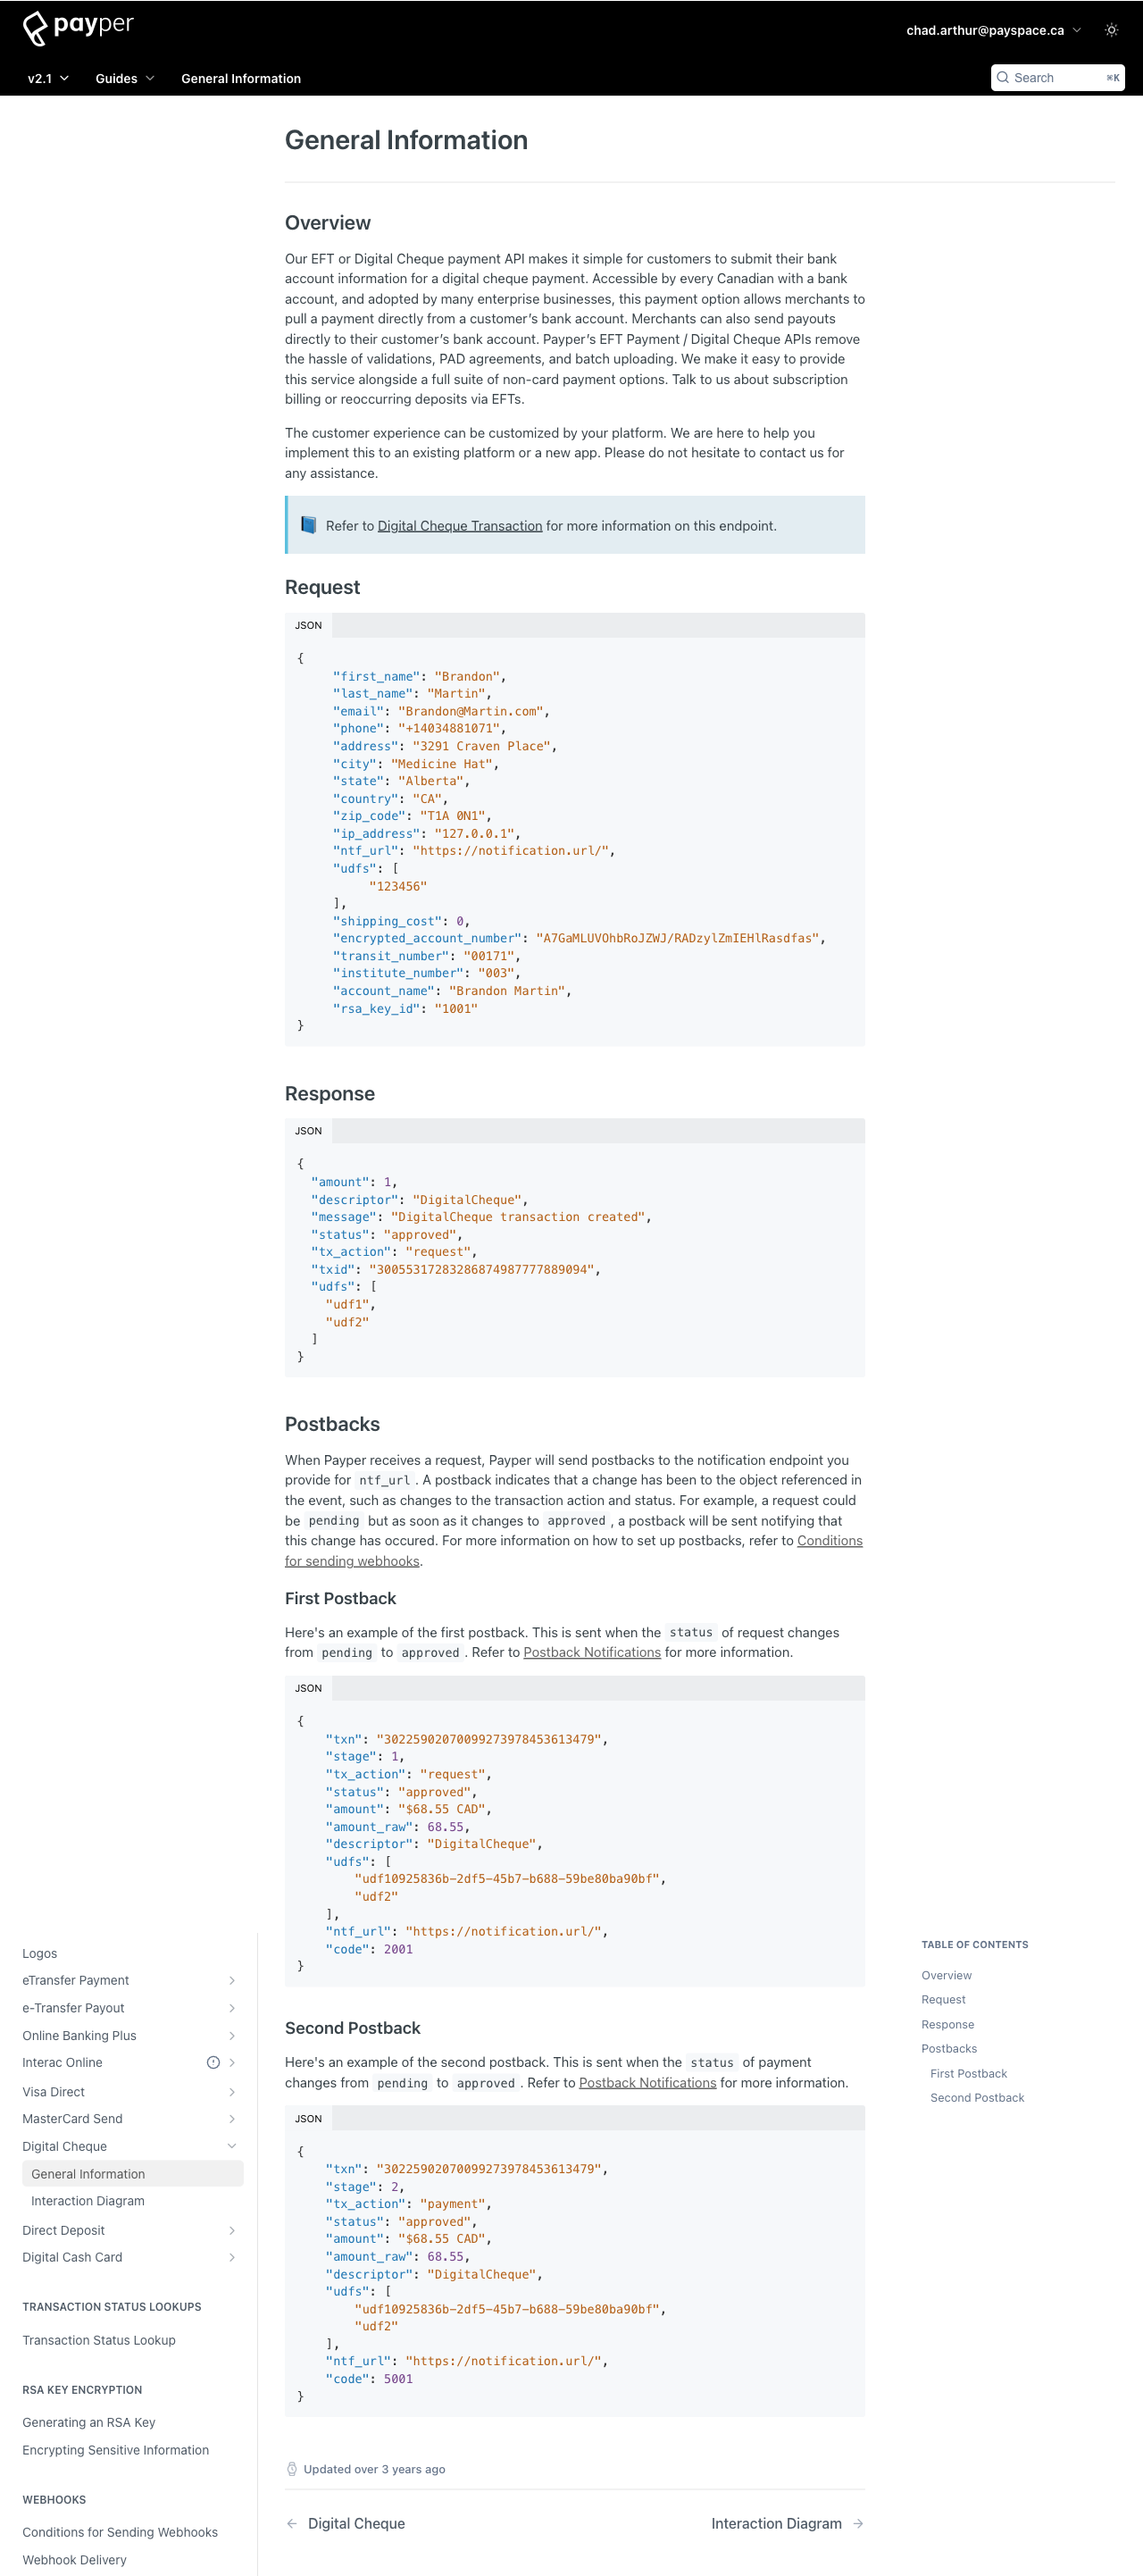 payper
chad.arthur@payspace.ca
v2.1 Guides General Information
Search ⌘K
General Information
Overview
Our EFT or Digital Cheque payment API makes it simple for customers to submit their bank
account information for a digital cheque payment. Accessible by every Canadian with a bank
account, and adopted by many enterprise businesses, this payment option allows merchants to
pull a payment directly from a customer’s bank account. Merchants can also send payouts
directly to their customer’s bank account. Payper’s EFT Payment / Digital Cheque APIs remove
the hassle of validations, PAD agreements, and batch uploading. We make it easy to provide
this service alongside a full suite of non-card payment options. Talk to us about subscription
billing or reoccurring deposits via EFTs.
The customer experience can be customized by your platform. We are here to help you
implement this to an existing platform or a new app. Please do not hesitate to contact us for
any assistance.
Refer to Digital Cheque Transaction for more information on this endpoint.
Request
JSON
{
"first_name": "Brandon",
"last_name": "Martin",
"email": "Brandon@Martin.com",
"phone": "+14034881071",
"address": "3291 Craven Place",
"city": "Medicine Hat",
"state": "Alberta",
"country": "CA",
"zip_code": "T1A 0N1",
"ip_address": "127.0.0.1",
"ntf_url": "https://notification.url/",
"udfs": [
"123456"
],
"shipping_cost": 0,
"encrypted_account_number": "A7GaMLUVOhbRoJZWJ/RADzylZmIEHlRasdfas",
"transit_number": "00171",
"institute_number": "003",
"account_name": "Brandon Martin",
"rsa_key_id": "1001"
}
Response
JSON
{
"amount": 1,
"descriptor": "DigitalCheque",
"message": "DigitalCheque transaction created",
"status": "approved",
"tx_action": "request",
"txid": "30055317283286874987777889094",
"udfs": [
"udf1",
"udf2"
]
}
Postbacks
When Payper receives a request, Payper will send postbacks to the notification endpoint you
provide for ntf_url. A postback indicates that a change has been to the object referenced in
the event, such as changes to the transaction action and status. For example, a request could
be pending but as soon as it changes to approved, a postback will be sent notifying that
this change has occured. For more information on how to set up postbacks, refer to Conditions
for sending webhooks.
First Postback
Here's an example of the first postback. This is sent when the status of request changes
from pending to approved. Refer to Postback Notifications for more information.
JSON
{
"txn": "30225902070099273978453613479",
"stage": 1,
"tx_action": "request",
"status": "approved",
"amount": "$68.55 CAD",
"amount_raw": 68.55,
"descriptor": "DigitalCheque",
"udfs": [
"udf10925836b-2df5-45b7-b688-59be80ba90bf",
"udf2"
],
"ntf_url": "https://notification.url/",
"code": 2001
}
Second Postback
Here's an example of the second postback. This is sent when the status of payment
changes from pending to approved. Refer to Postback Notifications for more information.
JSON
{
"txn": "30225902070099273978453613479",
"stage": 2,
"tx_action": "payment",
"status": "approved",
"amount": "$68.55 CAD",
"amount_raw": 68.55,
"descriptor": "DigitalCheque",
"udfs": [
"udf10925836b-2df5-45b7-b688-59be80ba90bf",
"udf2"
],
"ntf_url": "https://notification.url/",
"code": 5001
}
Updated over 3 years ago
← Digital Cheque
Interaction Diagram →
Logos
eTransfer Payment
e-Transfer Payout
Online Banking Plus
Interac Online
Visa Direct
MasterCard Send
Digital Cheque
General Information
Interaction Diagram
Direct Deposit
Digital Cash Card
TRANSACTION STATUS LOOKUPS
Transaction Status Lookup
RSA KEY ENCRYPTION
Generating an RSA Key
Encrypting Sensitive Information
WEBHOOKS
Conditions for Sending Webhooks
Webhook Delivery
TABLE OF CONTENTS
Overview
Request
Response
Postbacks
First Postback
Second Postback